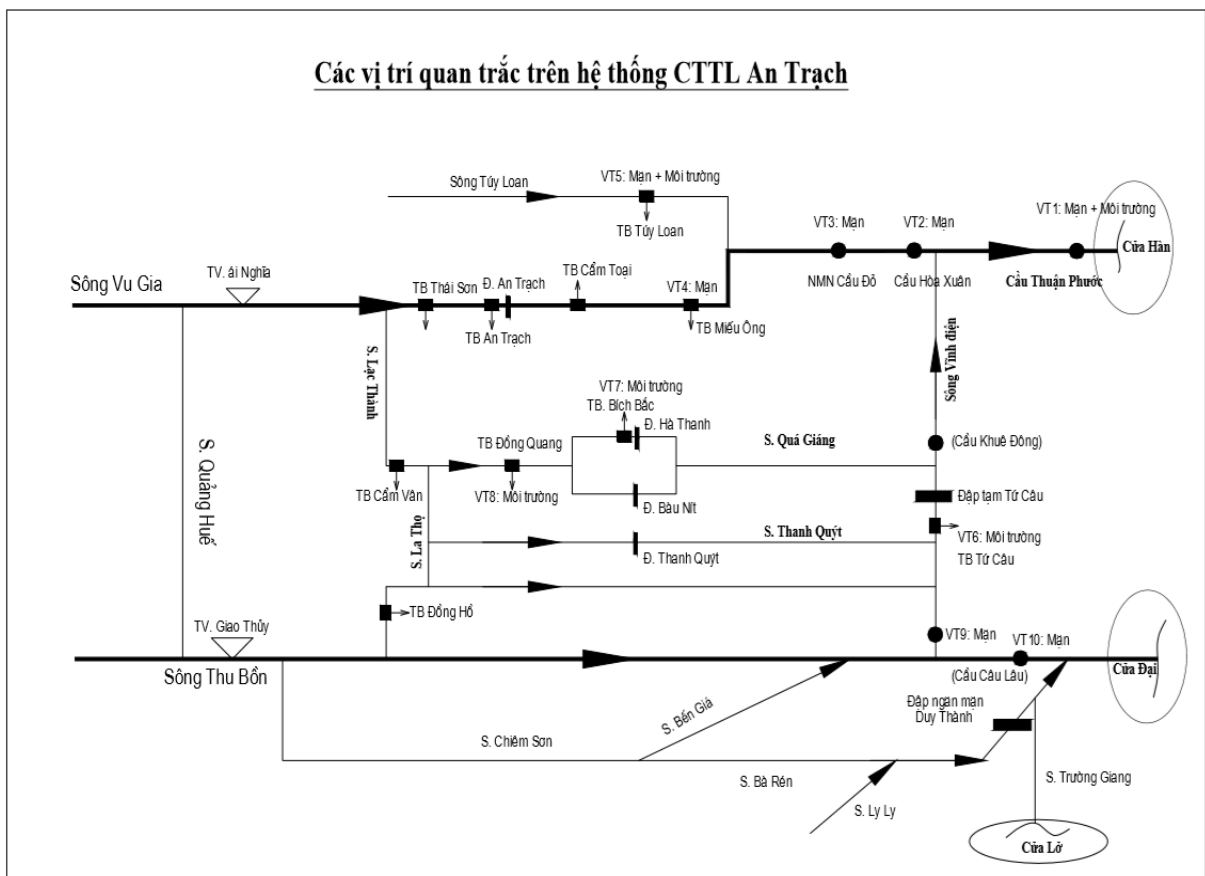 Các vị trí quan trắc trên hệ thống CTTL An Trạch
Sông Túy Loan
VT5: Mạn + Môi trường
TB Túy Loan
VT3: Mạn
VT2: Mạn
VT1: Mạn + Môi trường
Cửa Hàn
NMN Cầu Đỏ
Cầu Hòa Xuân
Cầu Thuận Phước
Sông Vu Gia
TV. ái Nghĩa
TB Thái Sơn
Đ. An Trạch
TB Cẩm Toại
VT4: Mạn
TB An Trạch
TB Miếu Ông
S. Lạc Thành
Sông Vĩnh điện
VT7: Môi trường
TB. Bích Bắc
Đ. Hà Thanh
TB Đồng Quang
S. Quá Giáng
(Cầu Khuê Đông)
S. Quảng Huế
TB Cẩm Vân
VT8: Môi trường
Đ. Bàu Nít
Đập tạm Tứ Câu
S. La Thọ
S. Thanh Quýt
VT6: Môi trường
TB Tứ Câu
Đ. Thanh Quýt
TB Đồng Hồ
TV. Giao Thủy
VT9: Mạn
VT10: Mạn
Sông Thu Bồn
(Cầu Câu Lâu)
Cửa Đại
Đập ngăn mặn
Duy Thành
S. Bến Giá
S. Chiêm Sơn
S. Bà Rén
S. Trường Giang
S. Ly Ly
Cửa Lở